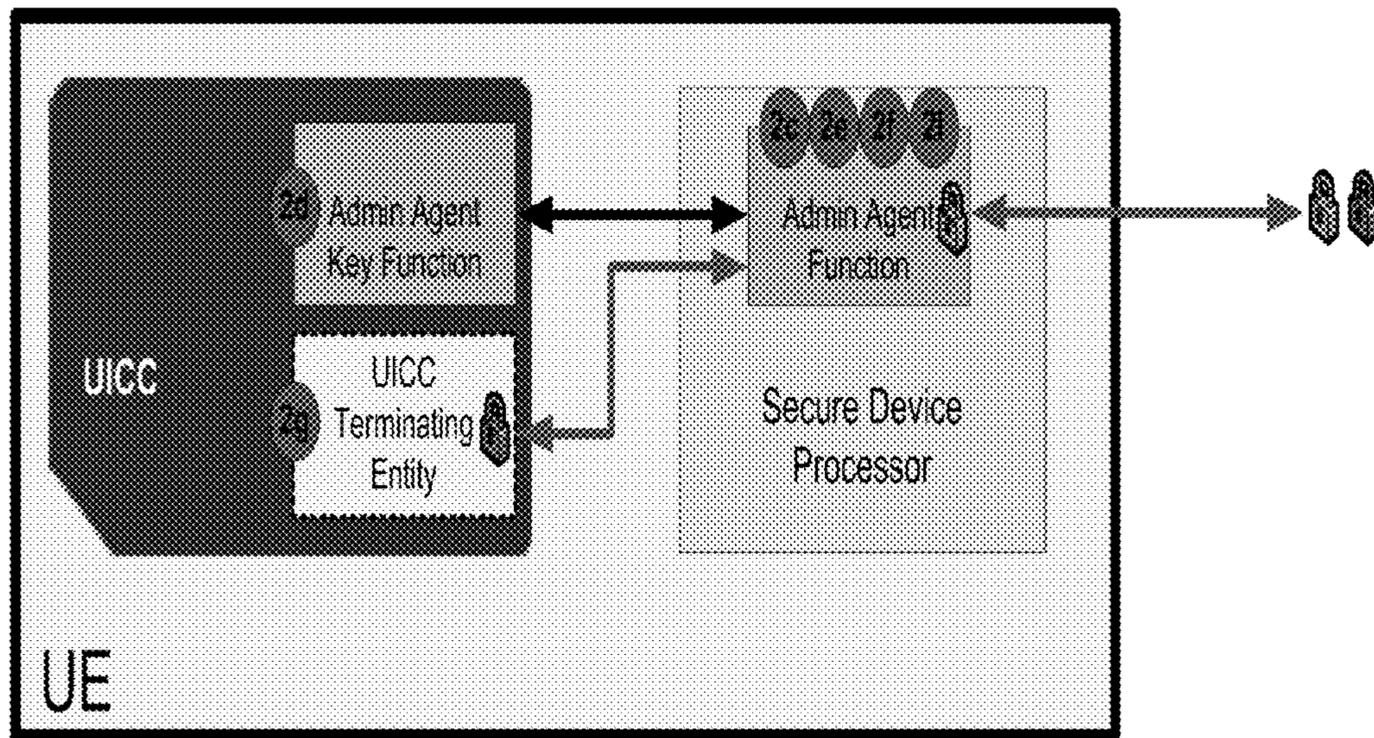 2c 2e 2f 2i
2d
Admin Agent
Key Function
Admin Agent
Function
UICC
2g
UICC
Terminating
Entity
Secure Device
Processor
UE